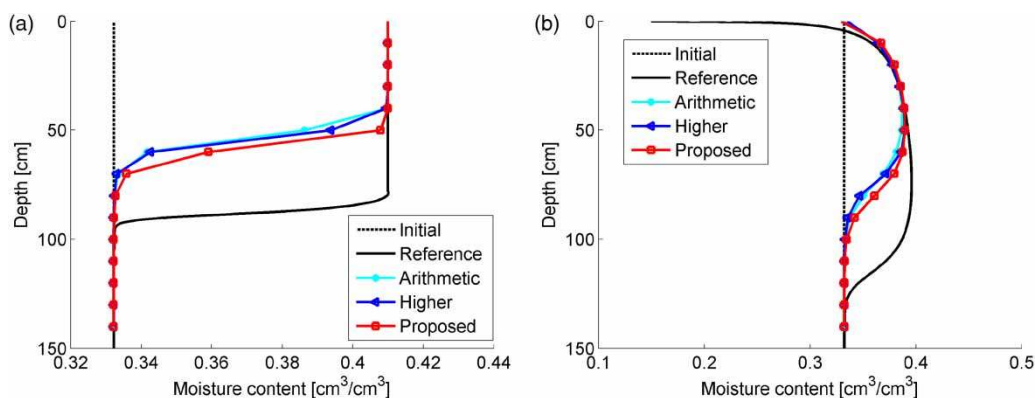 (a)
0
50
100
150
Depth [cm]
0.32
0.34
0.36
0.38
0.4
0.42
0.44
Moisture content [cm³/cm³]
Initial
Reference
Arithmetic
Higher
Proposed
(b)
0
50
100
150
Depth [cm]
0.1
0.2
0.3
0.4
0.5
Moisture content [cm³/cm³]
Initial
Reference
Arithmetic
Higher
Proposed